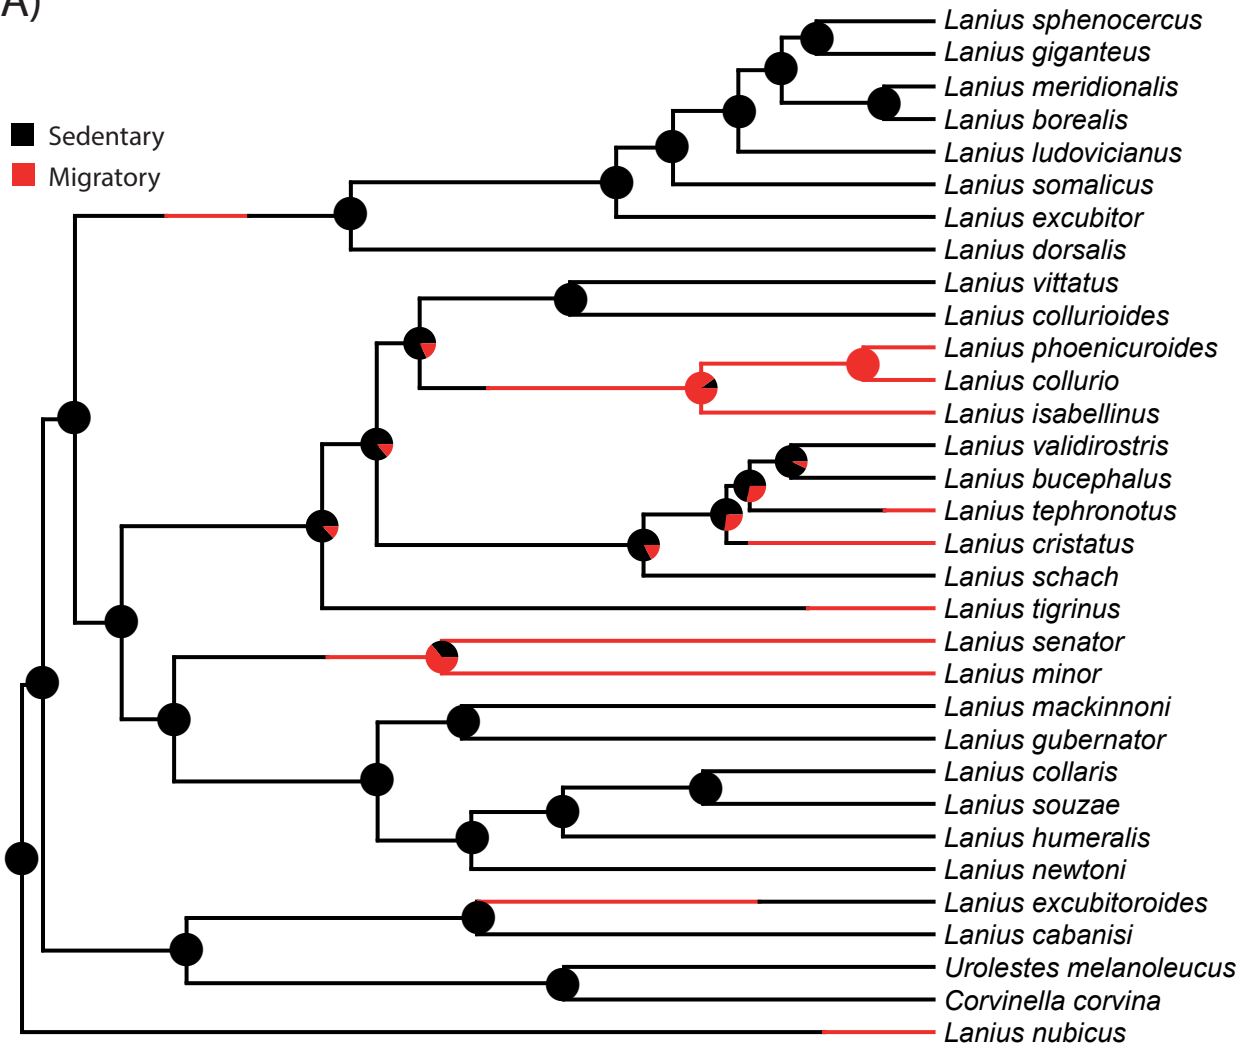 A)
Sedentary
Migratory
Lanius sphenocercus
Lanius giganteus
Lanius meridionalis
Lanius borealis
Lanius ludovicianus
Lanius somalicus
Lanius excubitor
Lanius dorsalis
Lanius vittatus
Lanius collurioides
Lanius phoenicuroides
Lanius collurio
Lanius isabellinus
Lanius validirostris
Lanius bucephalus
Lanius tephronotus
Lanius cristatus
Lanius schach
Lanius tigrinus
Lanius senator
Lanius minor
Lanius mackinnoni
Lanius gubernator
Lanius collaris
Lanius souzae
Lanius humeralis
Lanius newtoni
Lanius excubitoroides
Lanius cabanisi
Urolestes melanoleucus
Corvinella corvina
Lanius nubicus